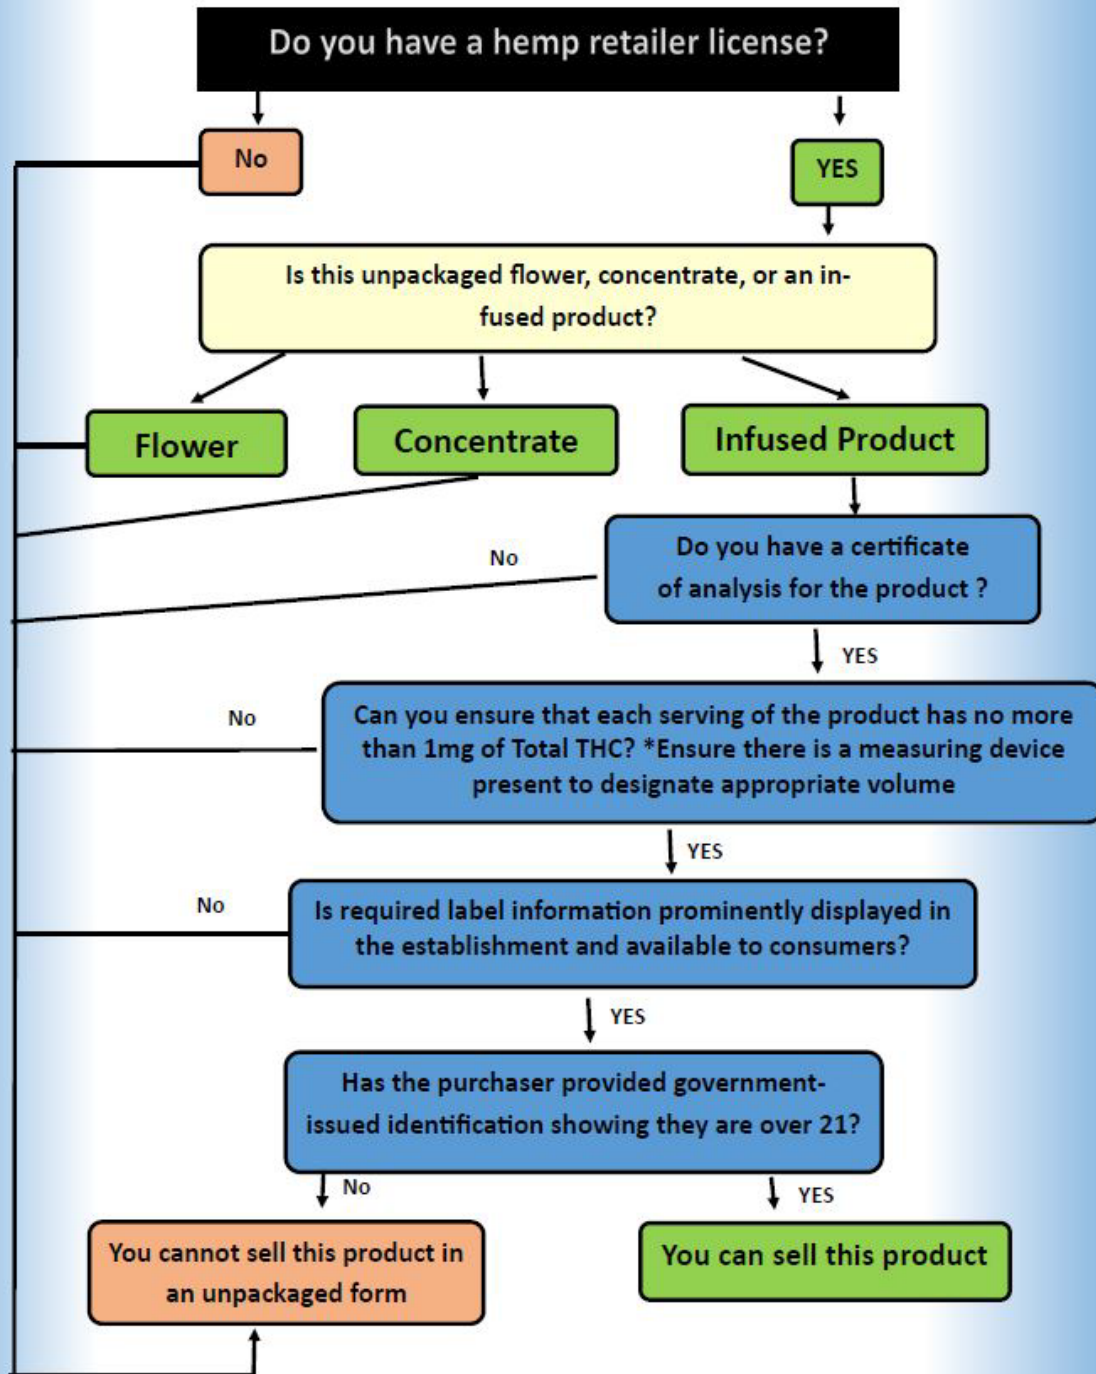 Do you have a hemp retailer license?
No
YES
Is this unpackaged flower, concentrate, or an in-
fused product?
Flower
Concentrate
Infused Product
Do you have a certificate
of analysis for the product ?
No
YES
Can you ensure that each serving of the product has no more
than 1mg of Total THC? *Ensure there is a measuring device
present to designate appropriate volume
No
YES
Is required label information prominently displayed in
the establishment and available to consumers?
No
YES
Has the purchaser provided government-
issued identification showing they are over 21?
No
YES
You cannot sell this product in
an unpackaged form
You can sell this product